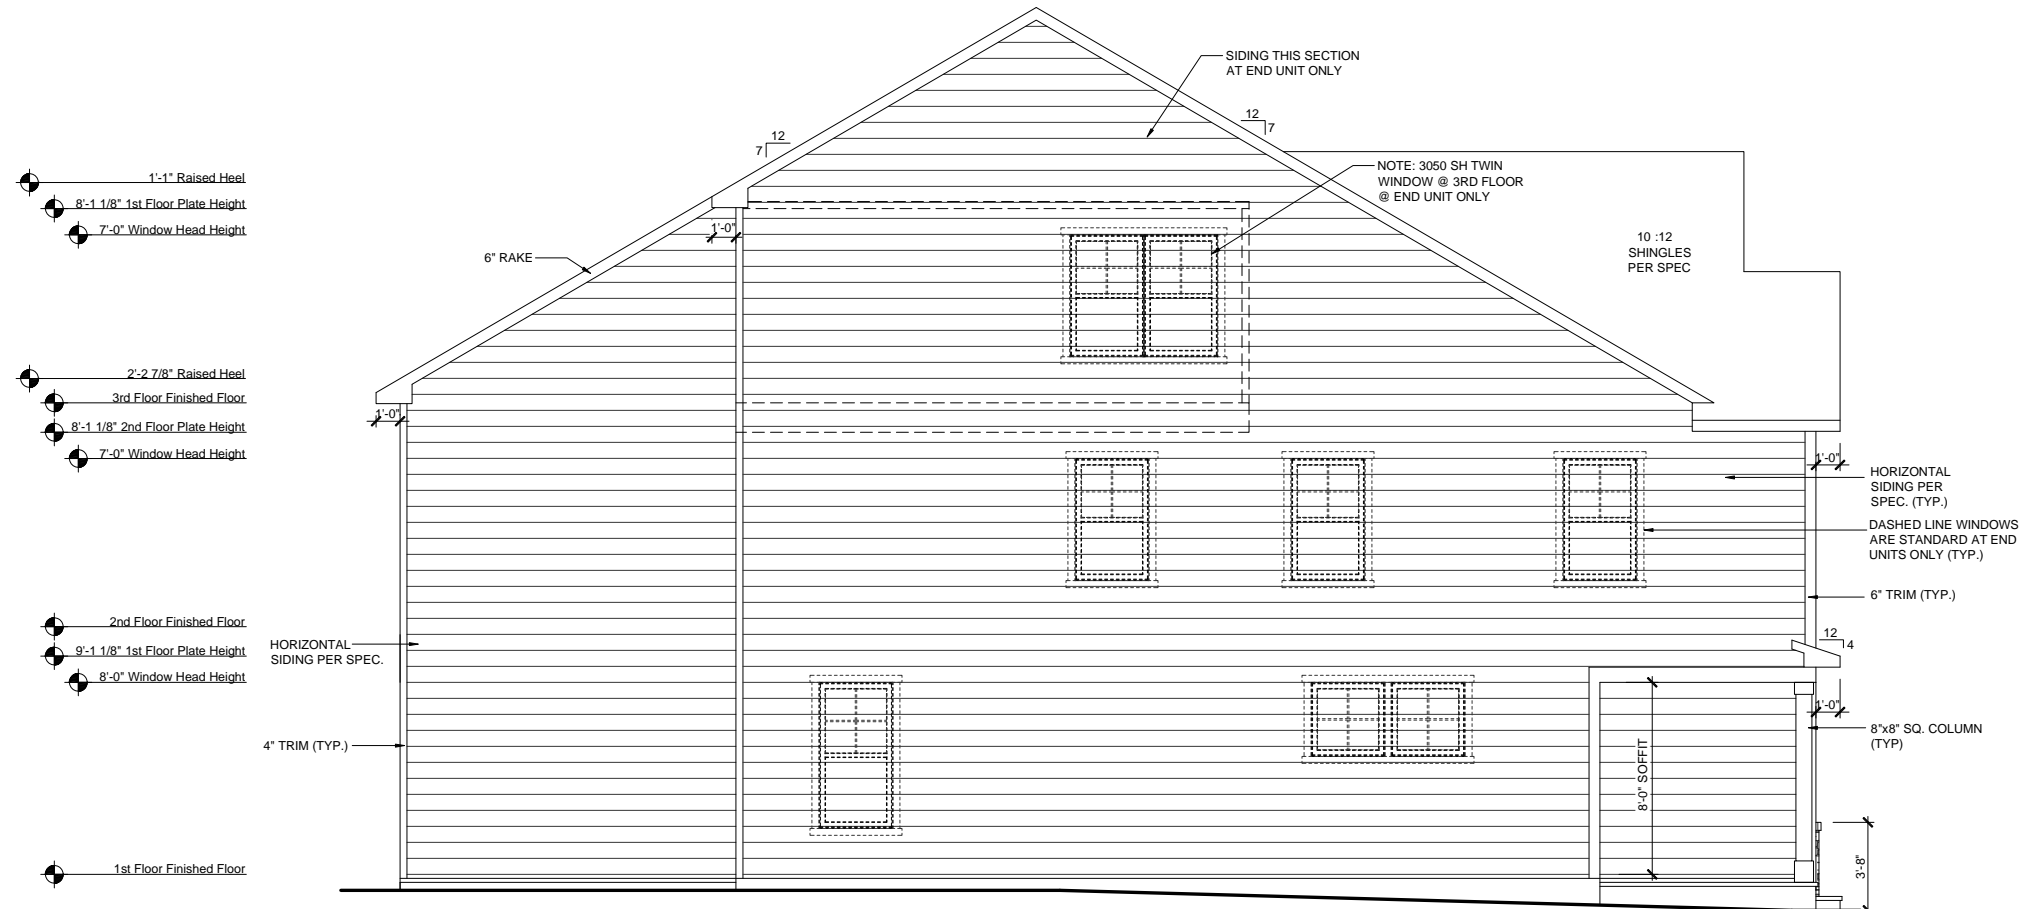 SIDING THIS SECTION
AT END UNIT ONLY
12
7
12
7
NOTE: 3050 SH TWIN
WINDOW @ 3RD FLOOR
@ END UNIT ONLY
1'-1" Raised Heel
8'-1 1/8" 1st Floor Plate Height
7'-0" Window Head Height
1'-0"
6" RAKE
10 :12
SHINGLES
PER SPEC
2'-2 7/8" Raised Heel
3rd Floor Finished Floor
8'-1 1/8" 2nd Floor Plate Height
7'-0" Window Head Height
1'-0"
1'-0"
HORIZONTAL
SIDING PER
SPEC. (TYP.)
DASHED LINE WINDOWS
ARE STANDARD AT END
UNITS ONLY (TYP.)
6" TRIM (TYP.)
2nd Floor Finished Floor
9'-1 1/8" 1st Floor Plate Height
8'-0" Window Head Height
HORIZONTAL
SIDING PER SPEC.
12
4
1'-0"
8"x8" SQ. COLUMN
(TYP)
4" TRIM (TYP.)
8'-0" SOFFIT
3'-8"
1st Floor Finished Floor